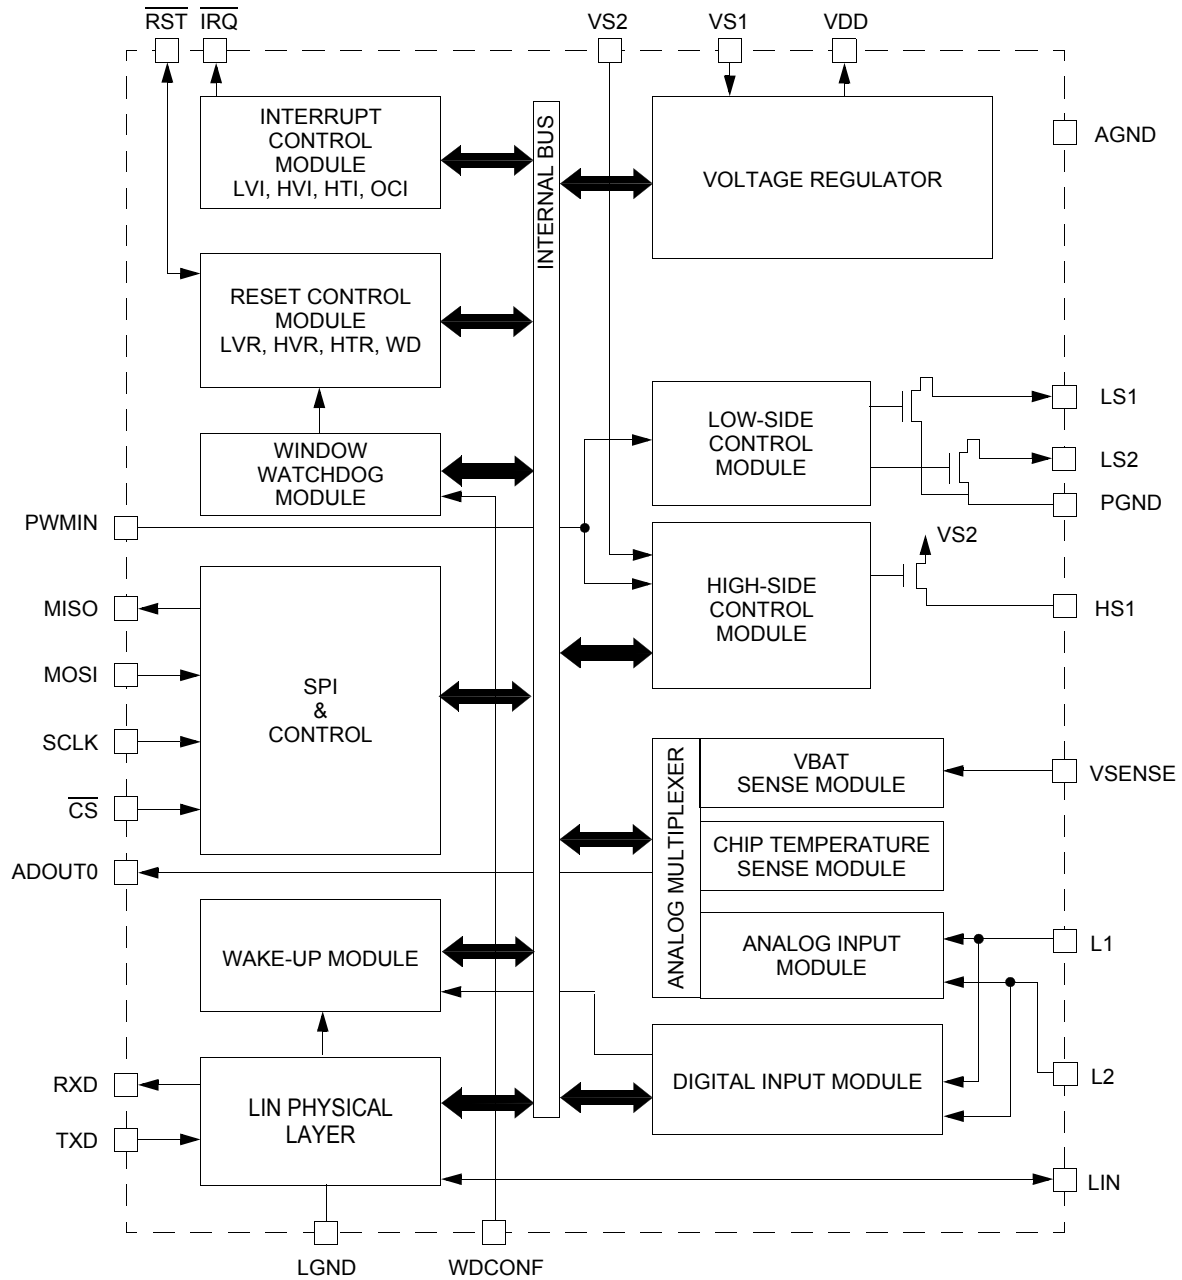 RST IRQ VS2 VS1 VDD
INTERRUPT
CONTROL
MODULE
LVI, HVI, HTI, OCI
INTERNAL BUS
VOLTAGE REGULATOR
AGND
RESET CONTROL
MODULE
LVR, HVR, HTR, WD
WINDOW
WATCHDOG
MODULE
LOW-SIDE
CONTROL
MODULE
LS1
LS2
PGND
PWMIN
VS2
HIGH-SIDE
CONTROL
MODULE
HS1
MISO
MOSI
SCLK
CS
SPI
&
CONTROL
ANALOG MULTIPLEXER
VBAT
SENSE MODULE
VSENSE
CHIP TEMPERATURE
SENSE MODULE
ADOUT0
WAKE-UP MODULE
ANALOG INPUT
MODULE
L1
DIGITAL INPUT MODULE
L2
RXD
TXD
LIN PHYSICAL
LAYER
LIN
LGND WDCONF